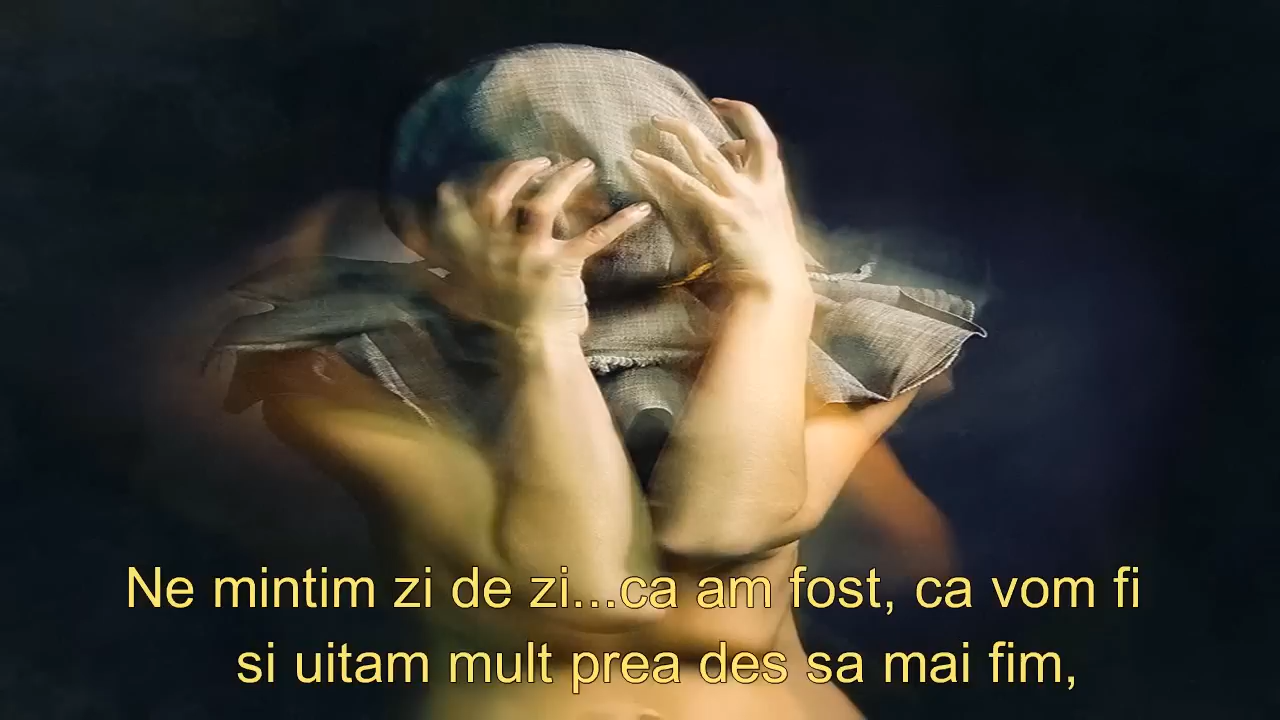 Ne mintim zi de zi...ca am fost, ca vom fi
si uitam mult prea des sa mai fim,